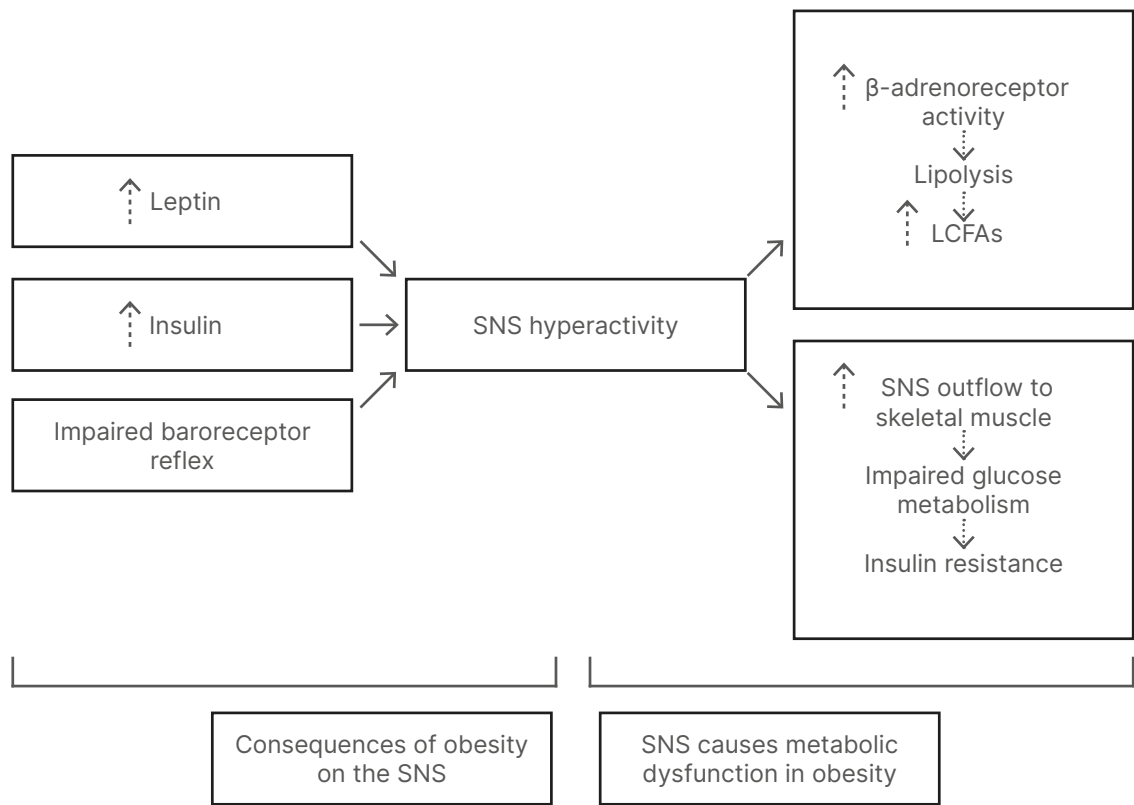 Leptin
Insulin
Impaired baroreceptor
reflex
SNS hyperactivity
β-adrenoreceptor
activity
Lipolysis
LCFAs
SNS outflow to
skeletal muscle
Impaired glucose
metabolism
Insulin resistance
Consequences of obesity
on the SNS
SNS causes metabolic
dysfunction in obesity